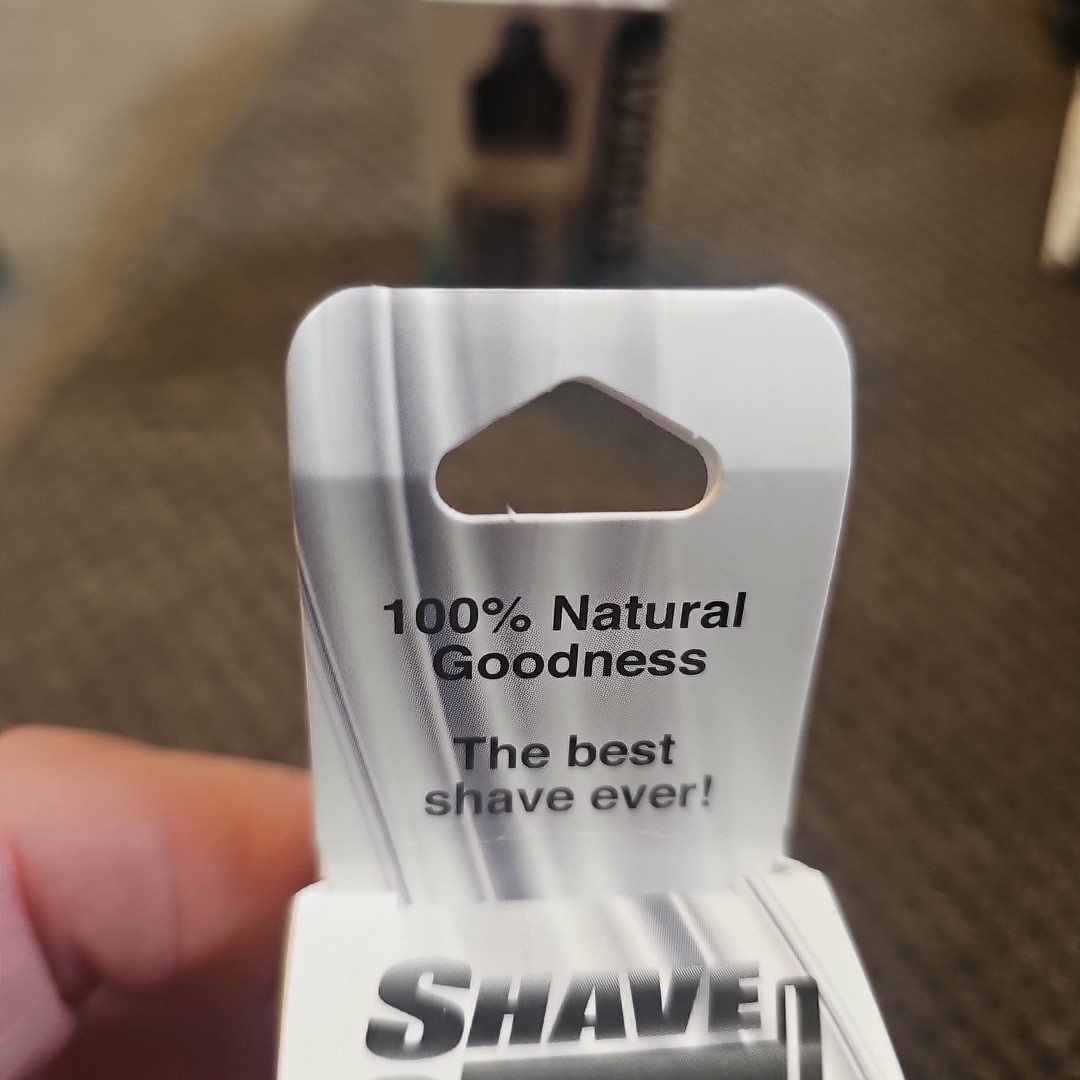 100% Natural
Goodness
The best
shave ever!
SHAVE